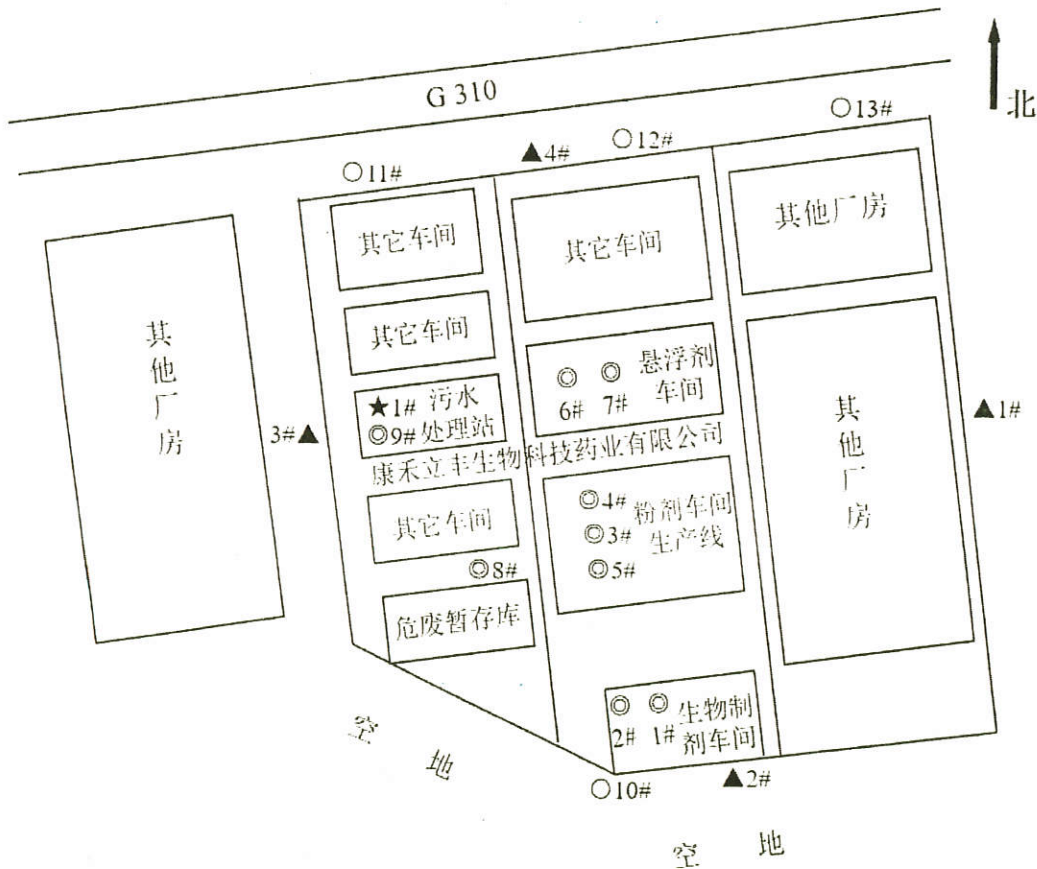 G 310
北
○13#
○12#
▲4#
○11#
其他厂房
其它车间
其它车间
其他厂房
其它车间
悬浮剂
车间
◎ ◎
6# 7#
★1# 污水
◎9# 处理站
3#▲
▲1#
康禾立丰生物科技药业有限公司
其他厂房
◎4# 粉剂车间
◎3# 生产线
◎5#
其它车间
◎8#
危废暂存库
◎ ◎ 生物制
2# 1# 剂车间
空地
○10#
▲2#
空地